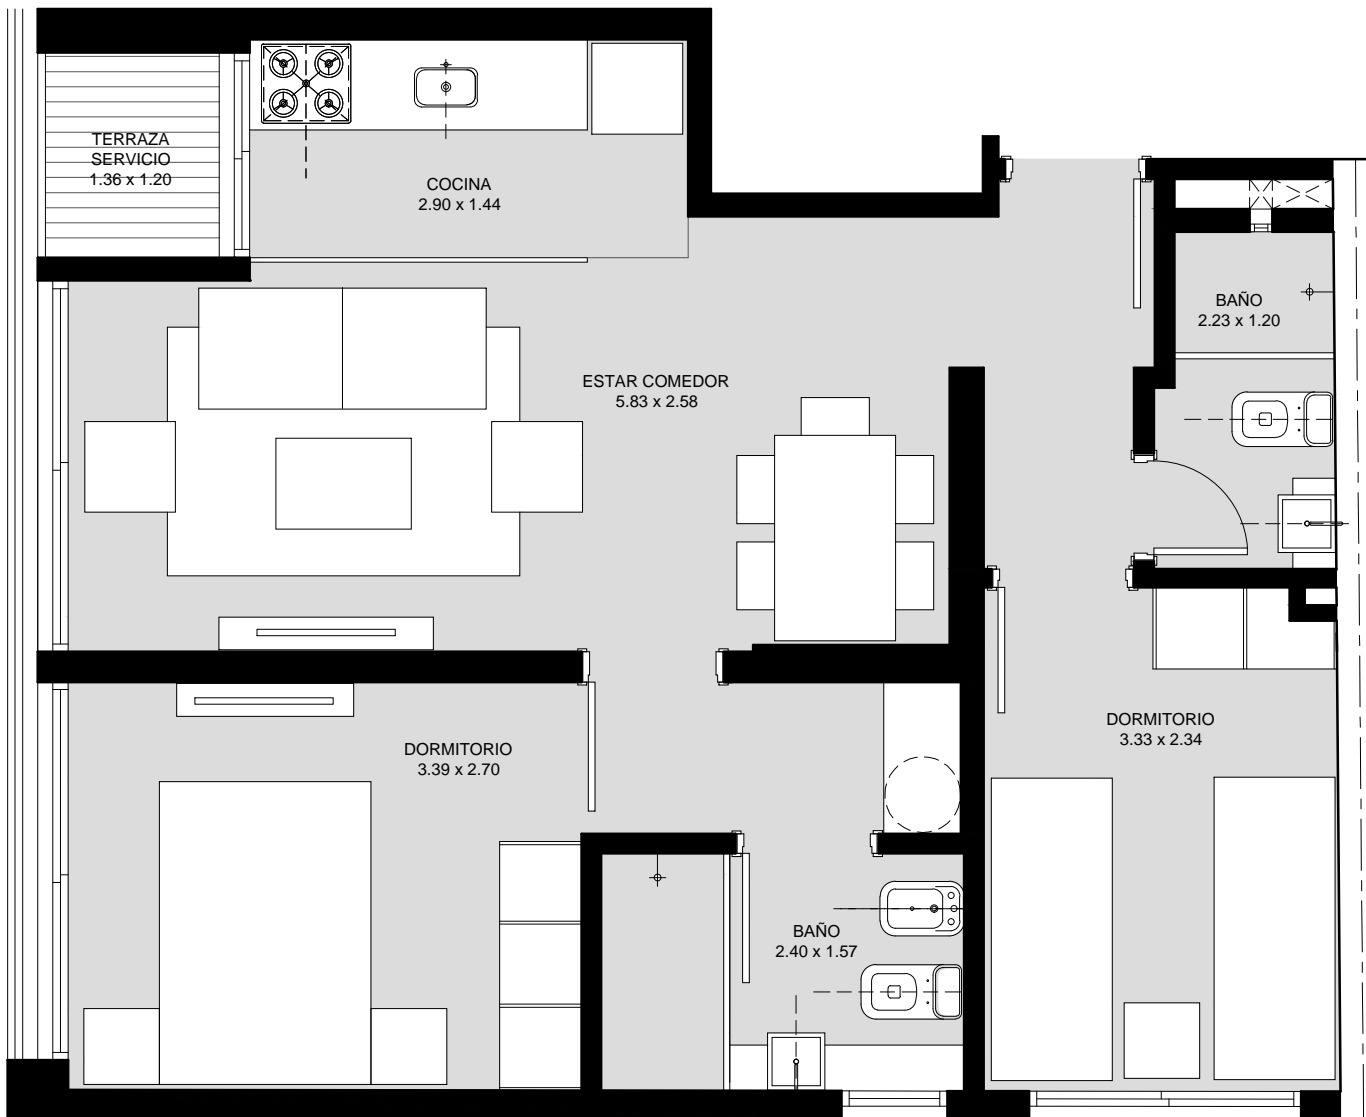 TERRAZA
SERVICIO
1.36 x 1.20
COCINA
2.90 x 1.44
BAÑO
2.23 x 1.20
ESTAR COMEDOR
5.83 x 2.58
DORMITORIO
3.33 x 2.34
DORMITORIO
3.39 x 2.70
BAÑO
2.40 x 1.57